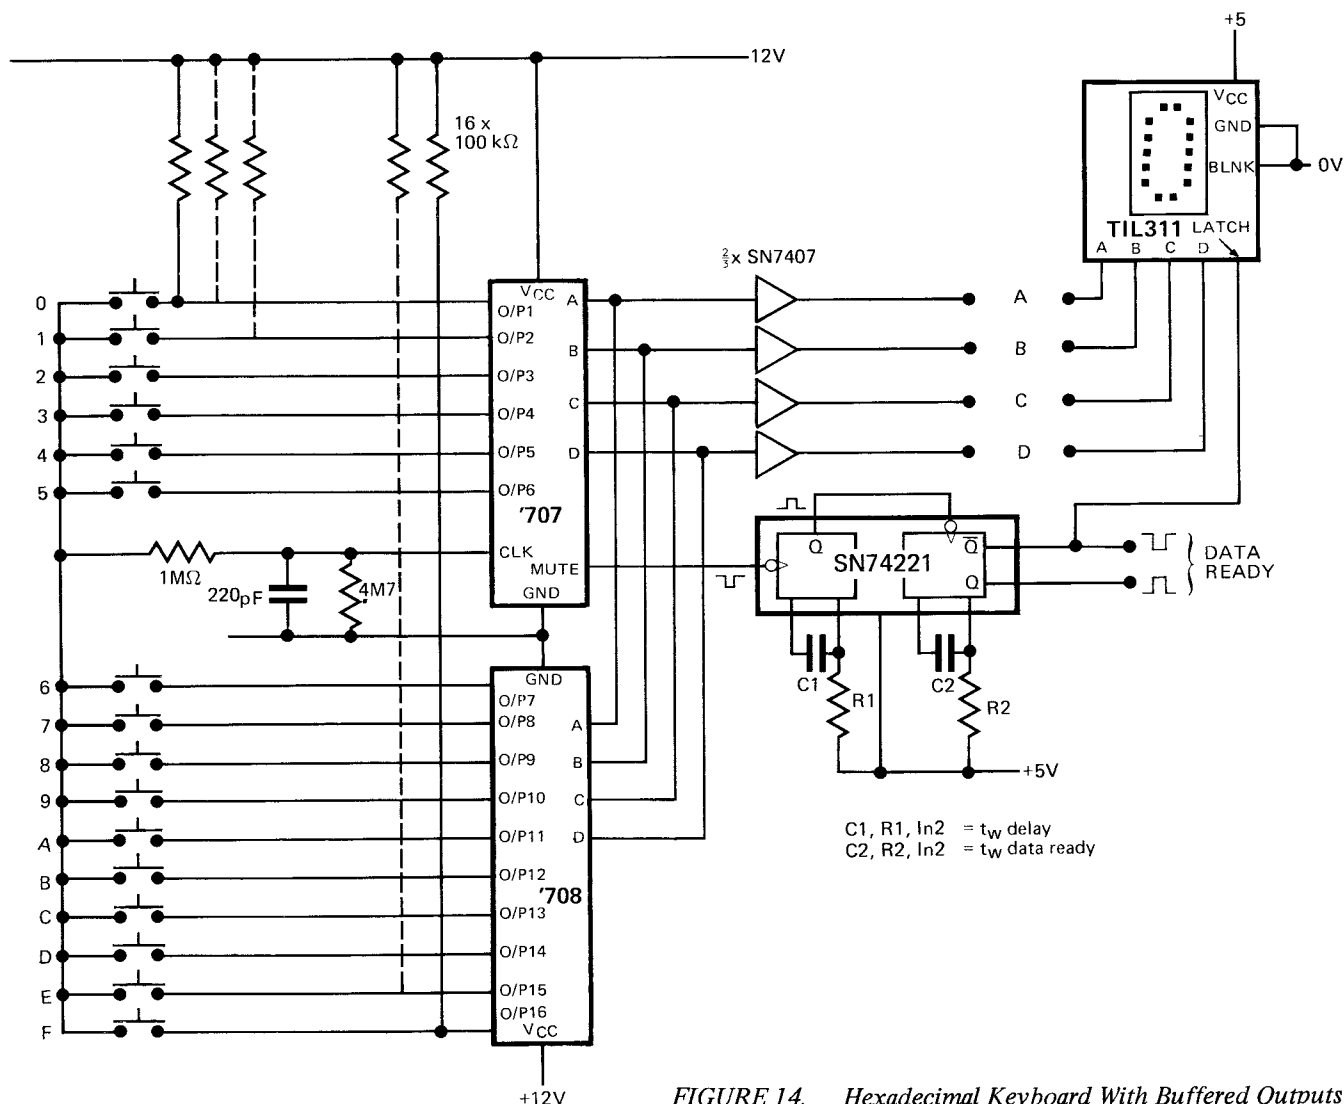 12V
16 x
100 kΩ
+5
VCC
GND
BLNK
0V
TIL311 LATCH
A B C D
⅔x SN7407
0
1
2
3
4
5
VCC
O/P1
O/P2
O/P3
O/P4
O/P5
O/P6
'707
CLK
MUTE
GND
A
B
C
D
A
B
C
D
1MΩ
220pF
4M7
Q
SN74221
Q̅
Q
DATA
READY
C1
R1
C2
R2
+5V
6
7
8
9
A
B
C
D
E
F
GND
O/P7
O/P8
O/P9
O/P10
O/P11
O/P12
'708
O/P13
O/P14
O/P15
O/P16
VCC
A
B
C
D
+12V
C1, R1, ln2 = tw delay
C2, R2, ln2 = tw data ready
FIGURE 14. Hexadecimal Keyboard With Buffered Outputs